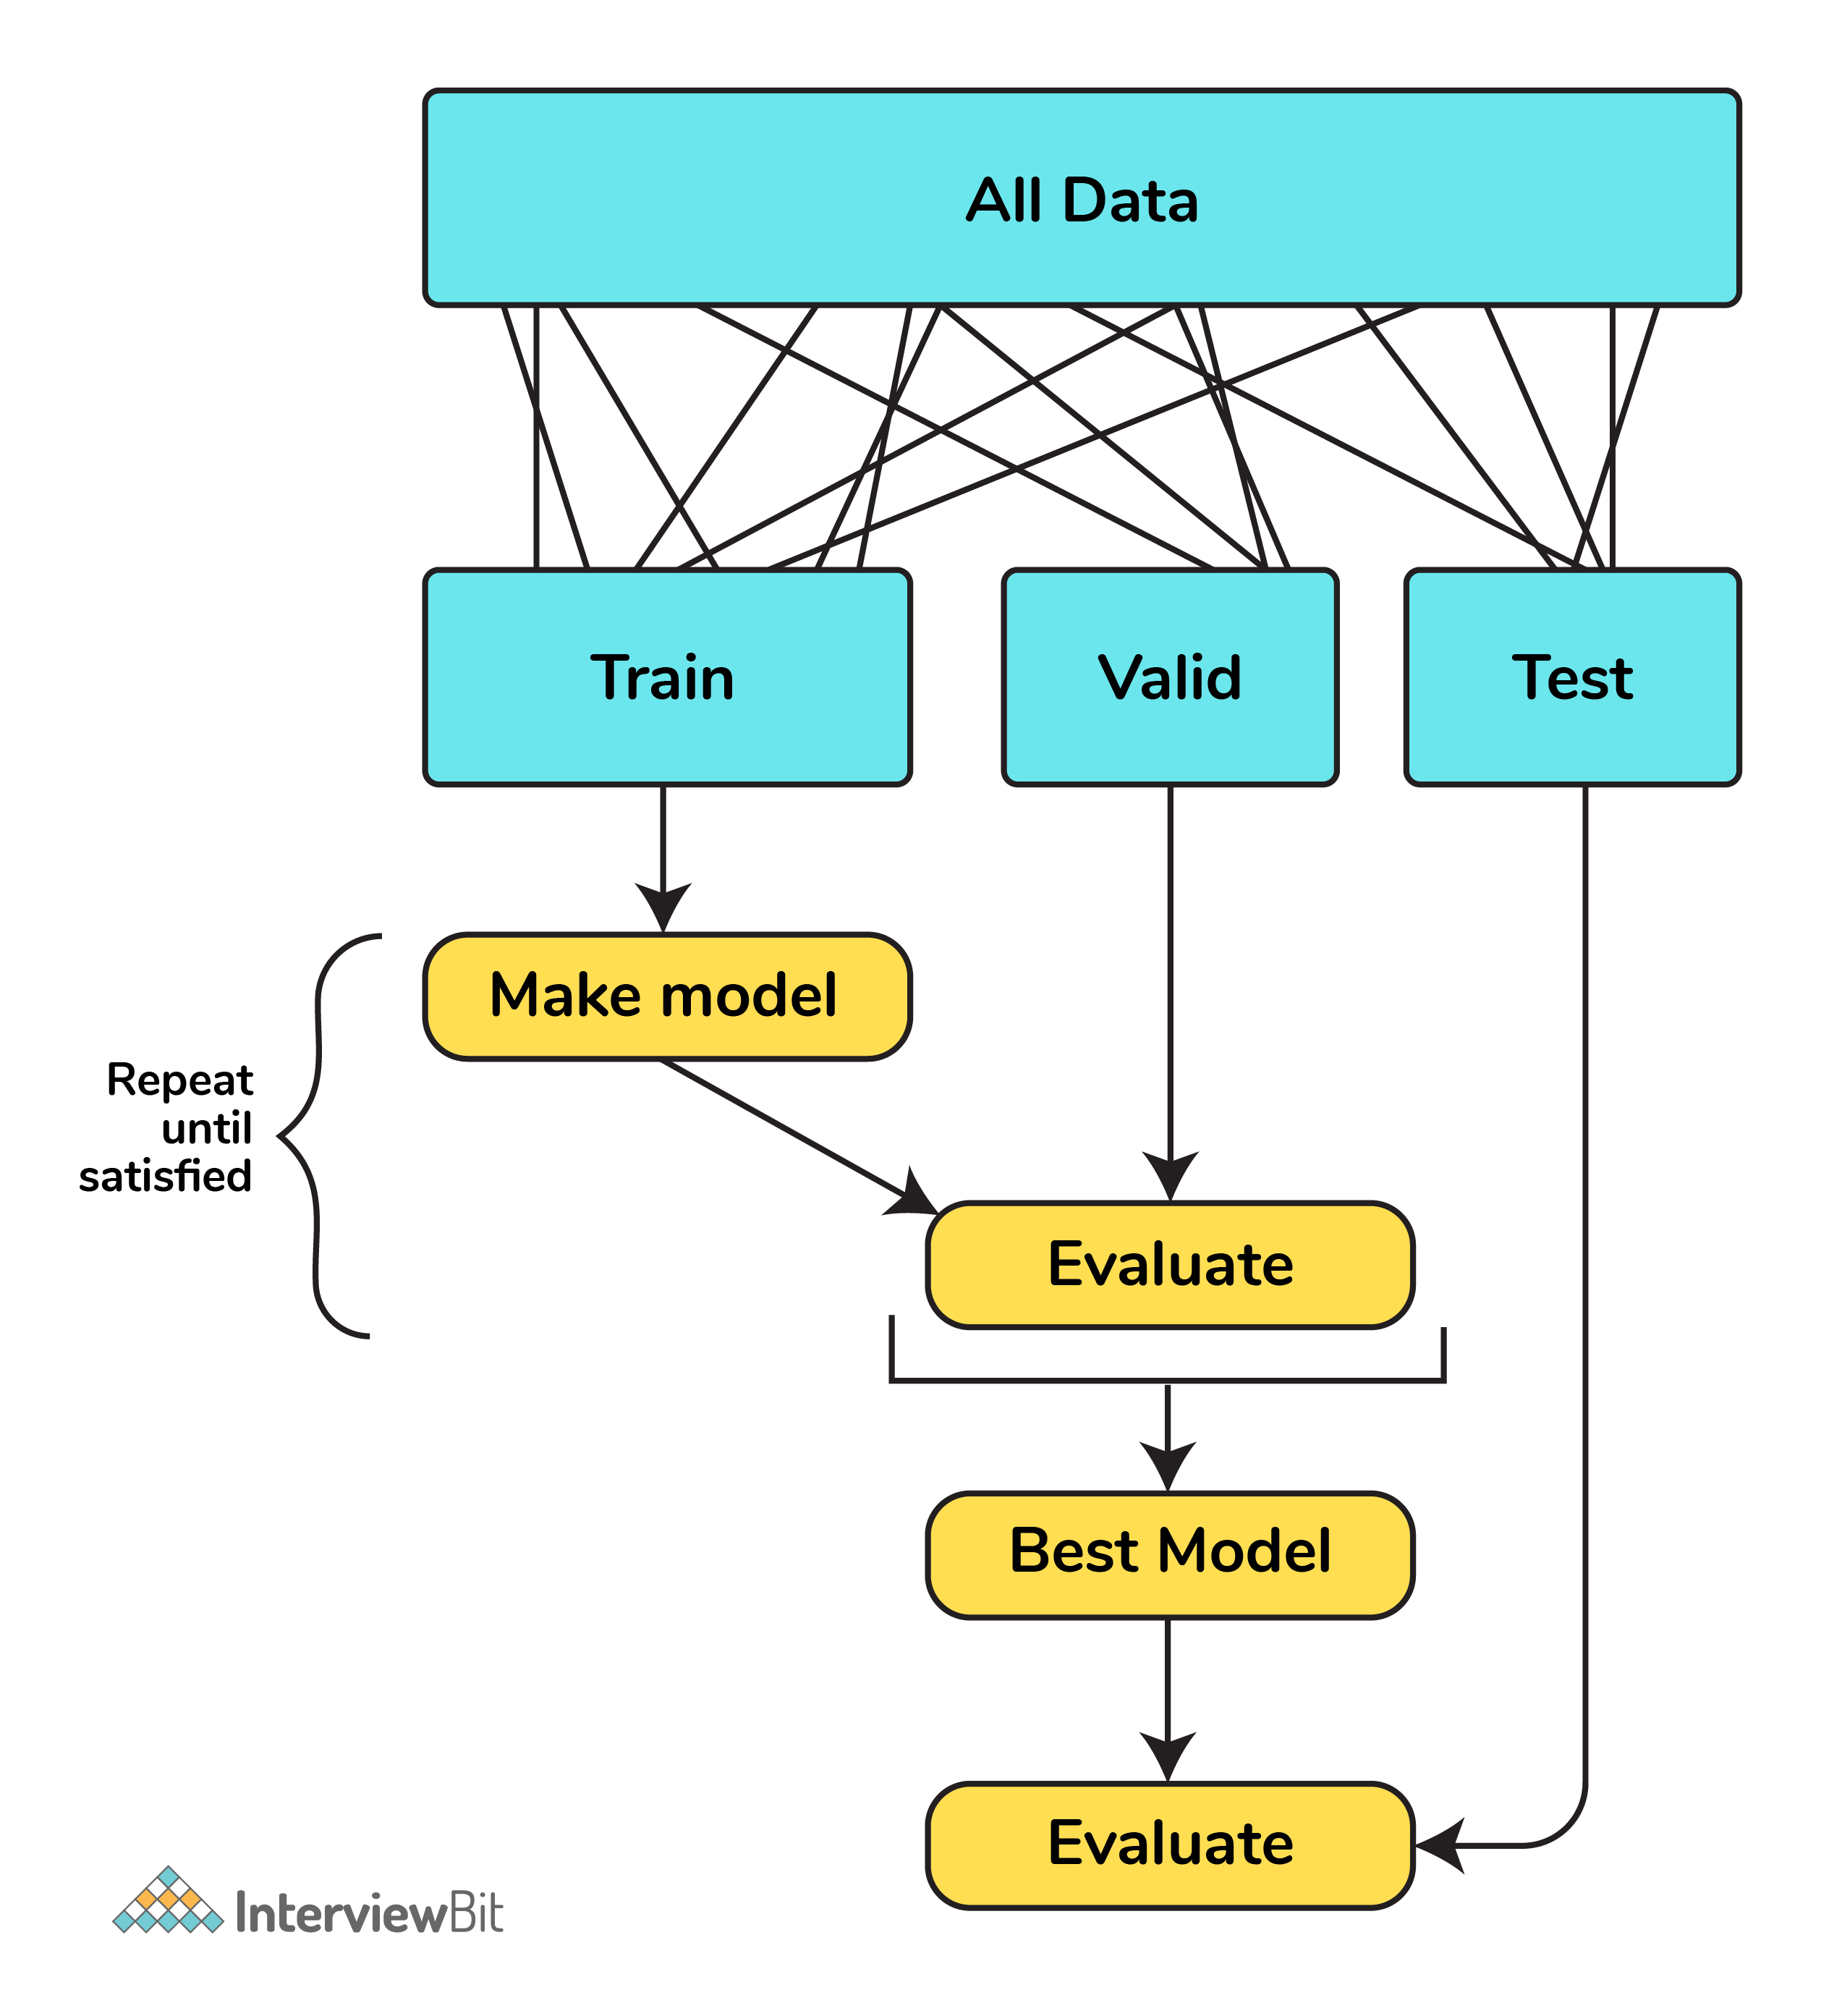 All Data
Train
Valid
Test
Make model
Repeat
until
satisfied
Evaluate
Best Model
Evaluate
InterviewBit